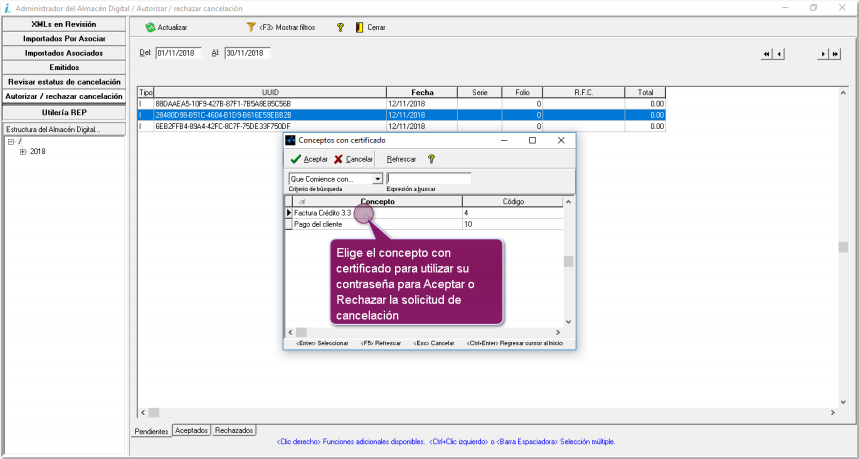 Administrador del Almacén Digital / Autorizar / rechazar cancelación
XMLs en Revisión
Importados Por Asociar
Importados Asociados
Emitidos
Revisar estatus de cancelación
Autorizar / rechazar cancelación
Utilería REP
Estructura del Almacén Digital...
/
2018
Actualizar
<F3> Mostrar filtros
Cerrar
Del: 01/11/2018 Al: 30/11/2018
Tipo UUID Fecha Serie Folio R.F.C. Total
I 88DAAEA5-10F9-427B-87F1-7B5A8E85C56B 12/11/2018 0 0.00
I 28480D98-B51C-4604-B1D9-B616E59EBB2B 12/11/2018 0 0.00
I 6EB2FFB4-89A4-42FC-8C7F-75DE33F750DF 12/11/2018 0 0.00
Conceptos con certificado
Aceptar Cancelar Refrescar
Que Comience con...
Criterio de búsqueda Expresión a buscar
Concepto Código
Factura Crédito 3.3 4
Pago del cliente 10
Elige el concepto con
certificado para utilizar su
contraseña para Aceptar o
Rechazar la solicitud de
cancelación
<Enter> Seleccionar <F5> Refrescar <Esc> Cancelar <Ctrl+Enter> Regresar cursor al Inicio
Pendientes Aceptados Rechazados
<Clic derecho> Funciones adicionales disponibles. <Ctrl+Clic izquierdo> o <Barra Espaciadora> Selección múltiple.